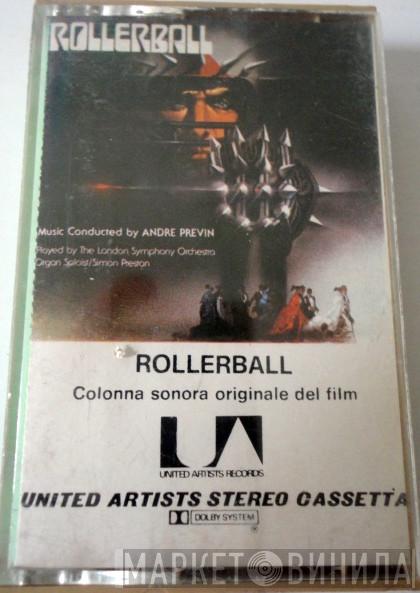 ROLLERBALL
Music Conducted by ANDRE PREVIN
Played by The London Symphony Orchestra
Organ Soloist/Simon Preston
ROLLERBALL
Colonna sonora originale del film
UA
UNITED ARTISTS RECORDS
UNITED ARTISTS STEREO CASSETTA
DOLBY SYSTEM
МАРКЕТ ВИНИЛА